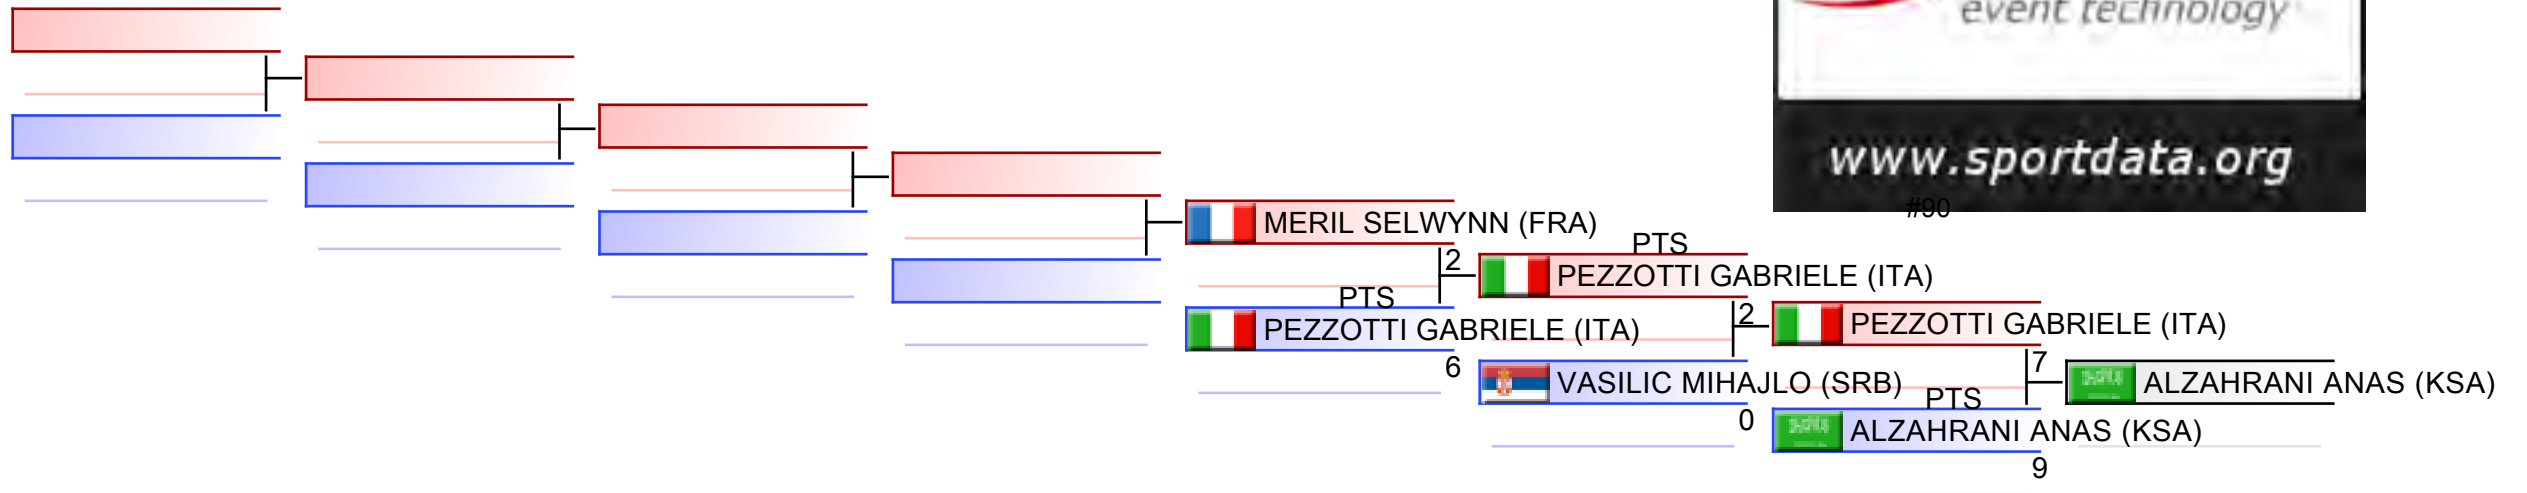 event technology
www.sportdata.org
#90
MERIL SELWYNN (FRA)
2
PTS
PEZZOTTI GABRIELE (ITA)
6
PTS
PEZZOTTI GABRIELE (ITA)
2
VASILIC MIHAJLO (SRB)
0
PEZZOTTI GABRIELE (ITA)
7
PTS
ALZAHRANI ANAS (KSA)
9
ALZAHRANI ANAS (KSA)